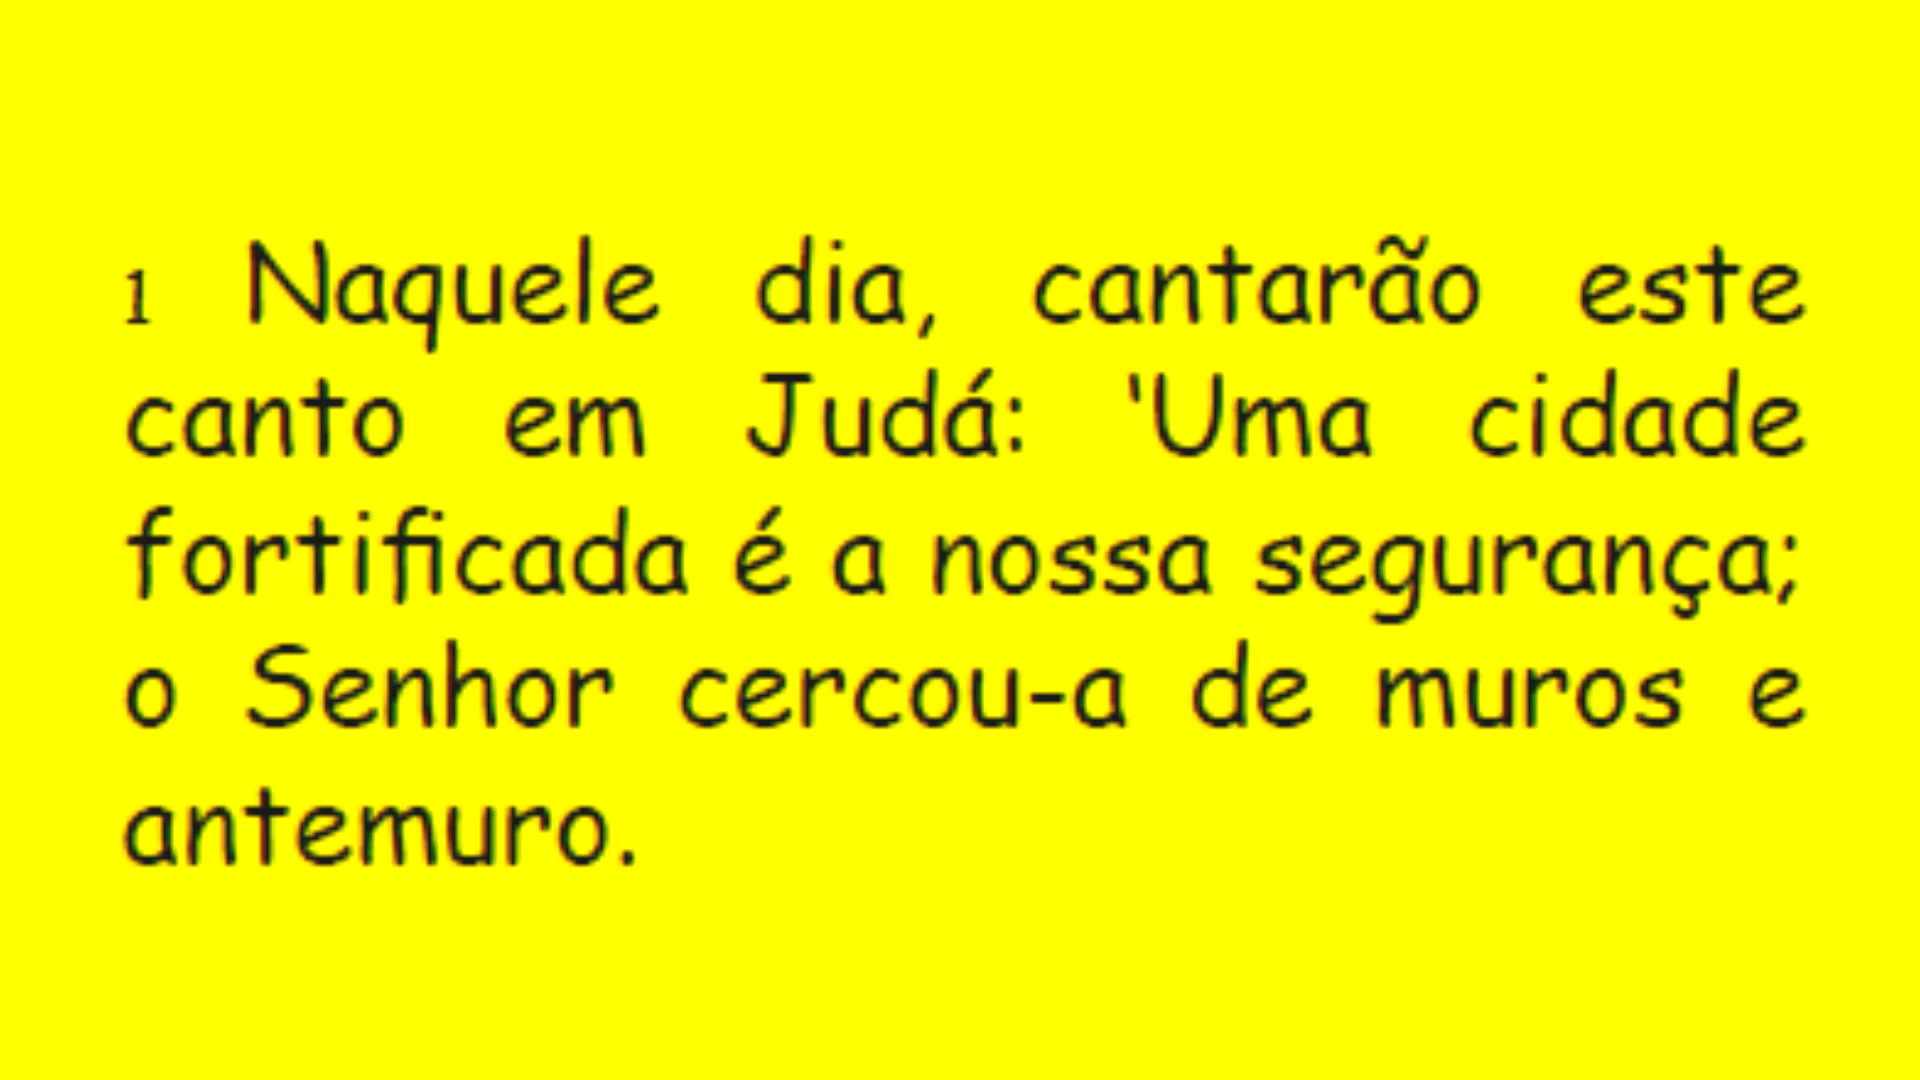 1 Naquele dia, cantarão este
canto em Judá: 'Uma cidade
fortificada é a nossa segurança;
o Senhor cercou-a de muros e
antemuro.